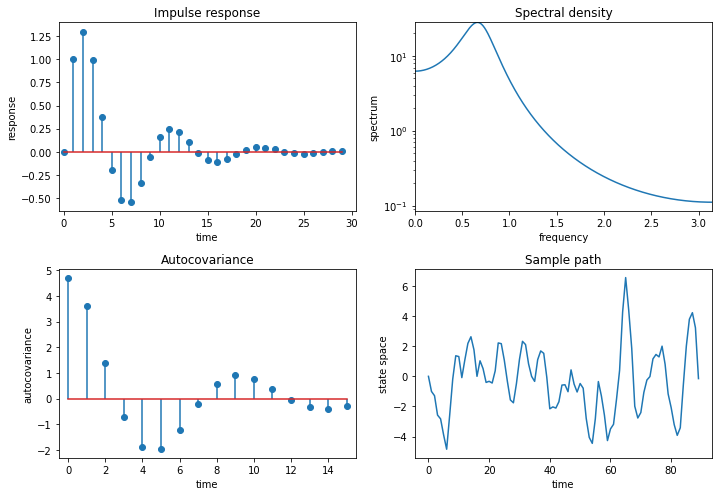 Impulse response
1.25
1.00
0.75
0.50
0.25
0.00
−0.25
−0.50
response
0 5 10 15 20 25 30
time
Spectral density
10^1
10^0
10^−1
spectrum
0.0 0.5 1.0 1.5 2.0 2.5 3.0
frequency
Autocovariance
5
4
3
2
1
0
−1
−2
autocovariance
0 2 4 6 8 10 12 14
time
Sample path
6
4
2
0
−2
−4
state space
0 20 40 60 80
time